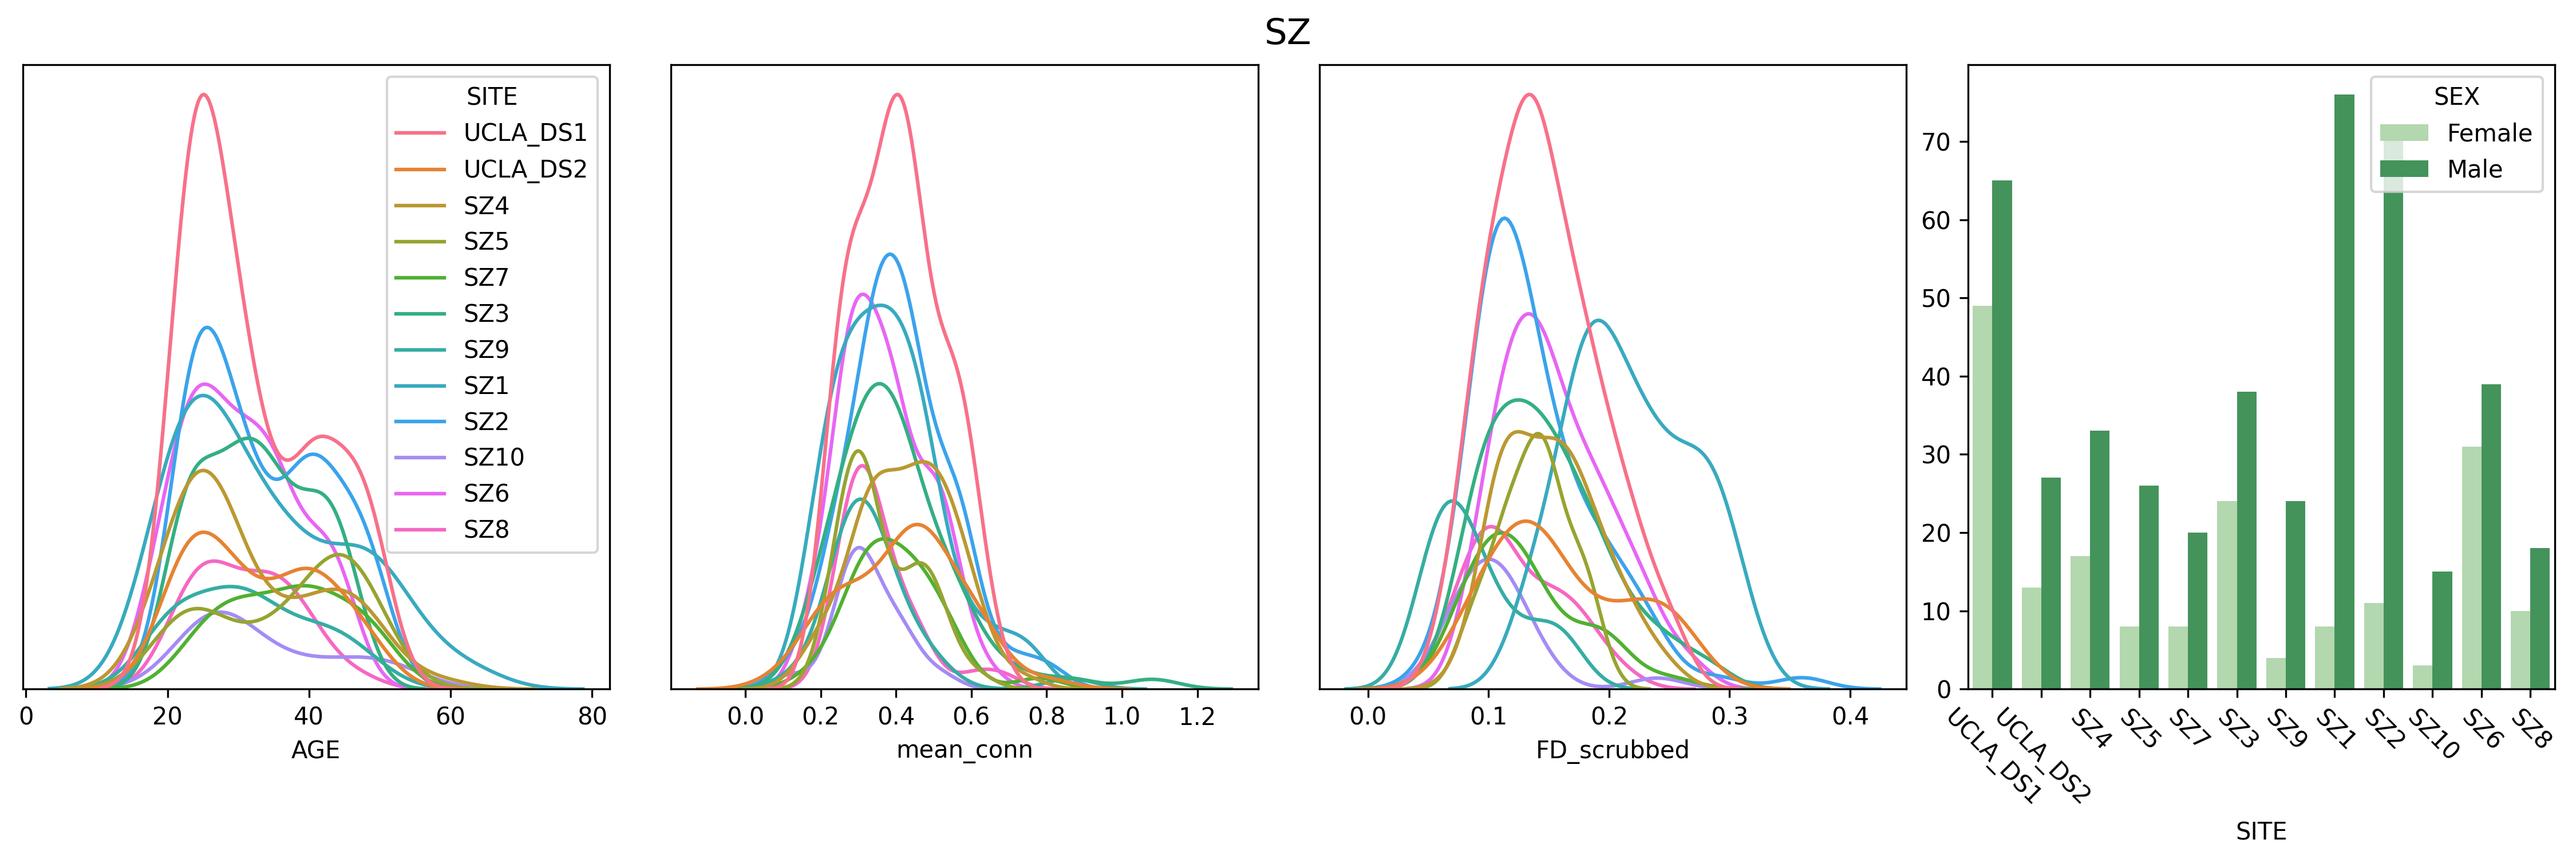 SZ
SITE
UCLA_DS1
UCLA_DS2
SZ4
SZ5
SZ7
SZ3
SZ9
SZ1
SZ2
SZ10
SZ6
SZ8
0 20 40 60 80
AGE
0.0 0.2 0.4 0.6 0.8 1.0 1.2
mean_conn
0.0 0.1 0.2 0.3 0.4
FD_scrubbed
SEX
Female
Male
70
60
50
40
30
20
10
0
UCLA_DS1
UCLA_DS2
SZ4
SZ5
SZ7
SZ3
SZ9
SZ1
SZ2
SZ10
SZ6
SZ8
SITE